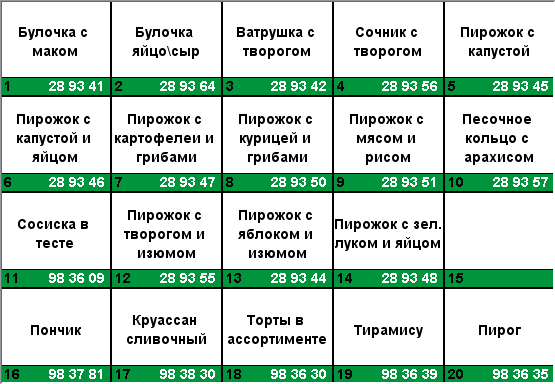 Булочка с
маком
1 28 93 41
Булочка
яйцо\сыр
2 28 93 64
Ватрушка с
творогом
3 28 93 42
Сочник с
творогом
4 28 93 56
Пирожок с
капустой
5 28 93 45
Пирожок с
капустой и
яйцом
6 28 93 46
Пирожок с
картофелеи и
грибами
7 28 93 47
Пирожок с
курицей и
грибами
8 28 93 50
Пирожок с
мясом и
рисом
9 28 93 51
Песочное
кольцо с
арахисом
10 28 93 57
Сосиска в
тесте
11 98 36 09
Пирожок с
творогом и
изюмом
12 28 93 55
Пирожок с
яблоком и
изюмом
13 28 93 44
Пирожок с зел.
луком и яйцом
14 28 93 48
15
Пончик
16 98 37 81
Круассан
сливочный
17 98 38 30
Торты в
ассортименте
18 98 36 30
Тирамису
19 98 36 39
Пирог
20 98 36 35